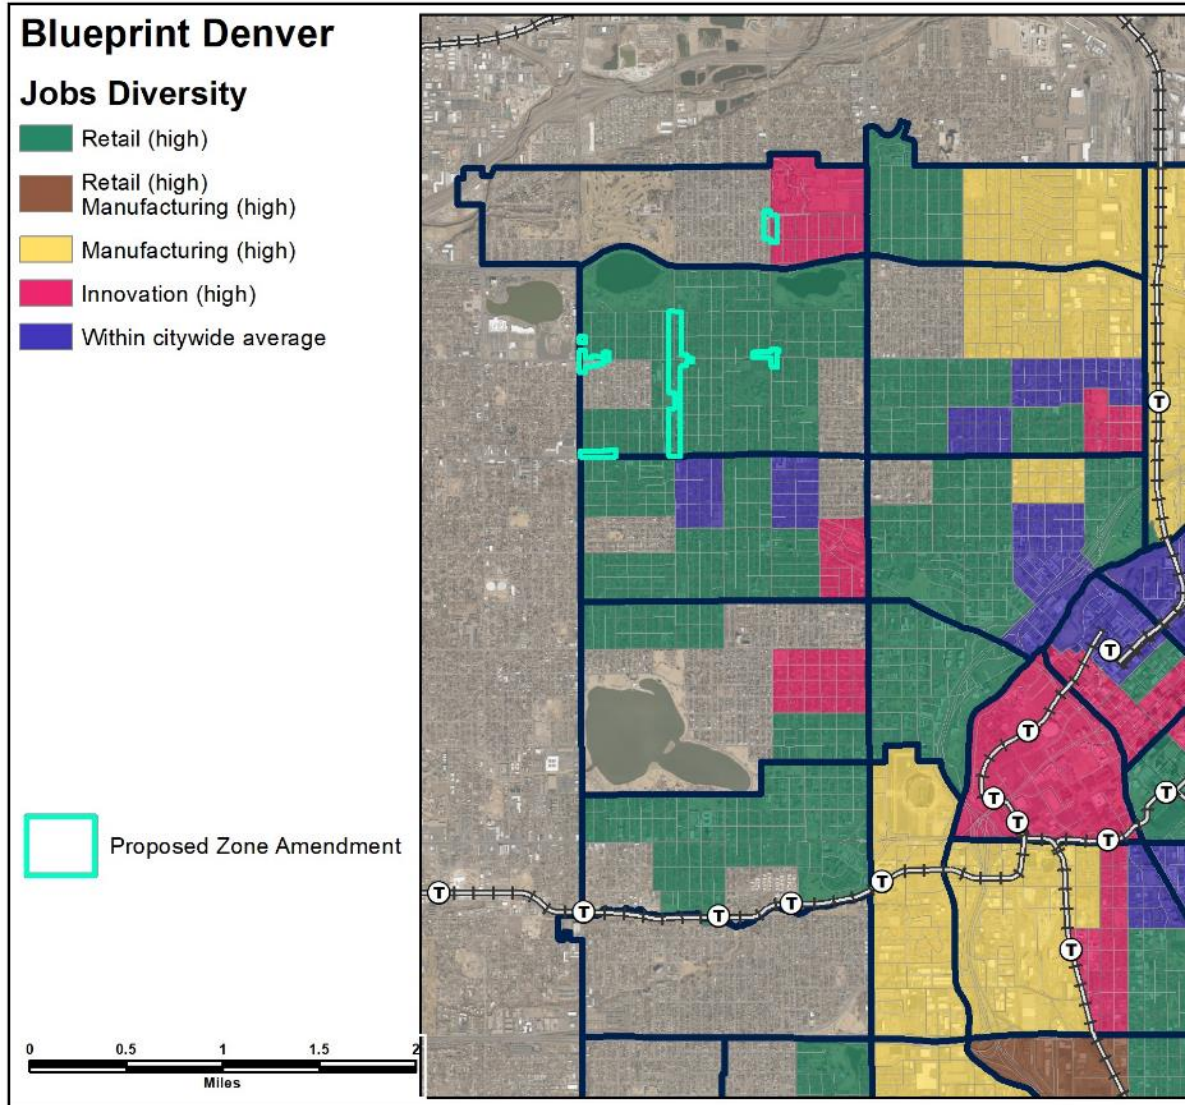 Blueprint Denver
Jobs Diversity
Retail (high)
Retail (high)
Manufacturing (high)
Manufacturing (high)
Innovation (high)
Within citywide average
Proposed Zone Amendment
0 0.5 1 1.5 2
Miles
T
T
T
T
T
T
T
T
T
T
T
T
T